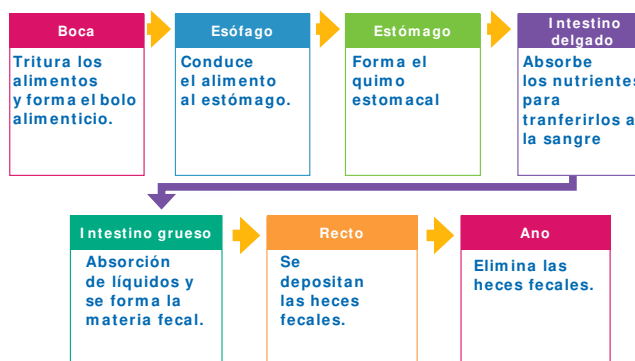 Boca
Tritura los
alimentos
y forma el bolo
alimenticio.
Esófago
Conduce
el alimento
al estómago.
Estómago
Forma el
quimo
estomacal
Intestino
delgado
Absorbe
los nutrientes
para
tranferirlos a
la sangre
Intestino grueso
Absorción
de líquidos y
se forma la
materia fecal.
Recto
Se
depositan
las heces
fecales.
Ano
Elimina las
heces fecales.